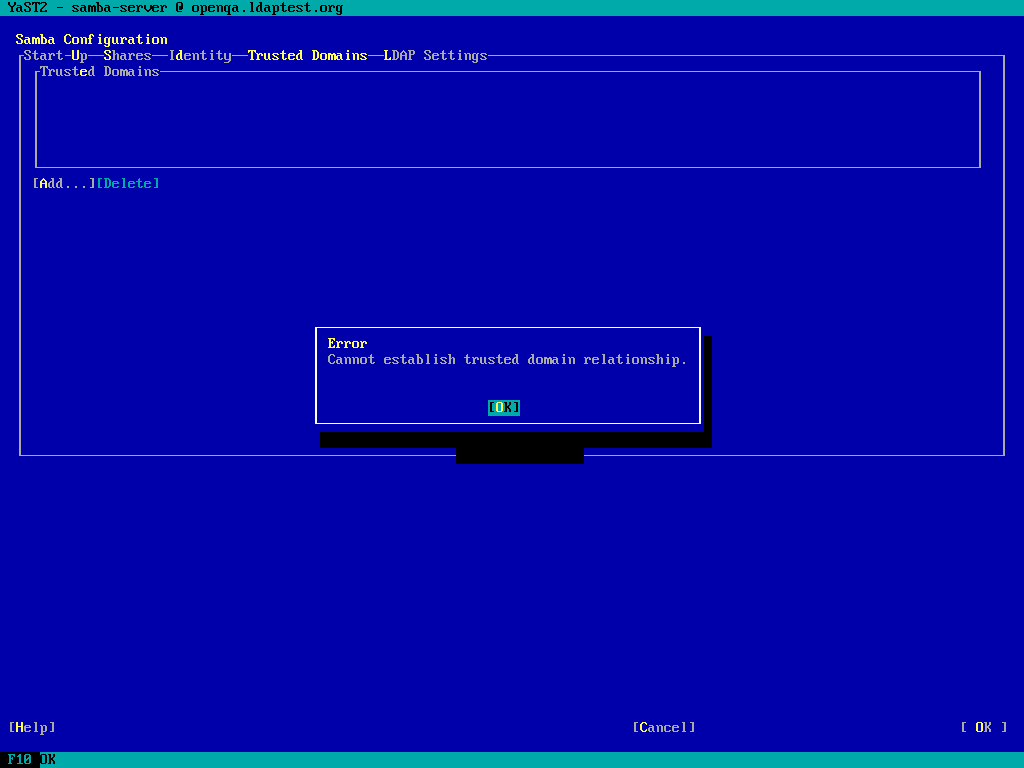 YaST2 - samba-server @ openqa.ldaptest.org
Samba Configuration
Start-Up Shares Identity Trusted Domains LDAP Settings
Trusted Domains
[Add...][Delete]
Error
Cannot establish trusted domain relationship.
[OK]
[Help] [Cancel] [ OK ]
F10 OK